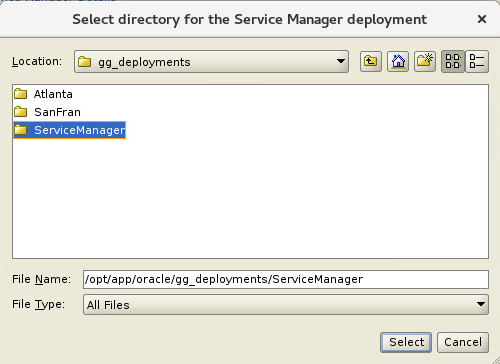 Select directory for the Service Manager deployment
Location: gg_deployments
Atlanta
SanFran
ServiceManager
File Name: /opt/app/oracle/gg_deployments/ServiceManager
File Type: All Files
Select Cancel